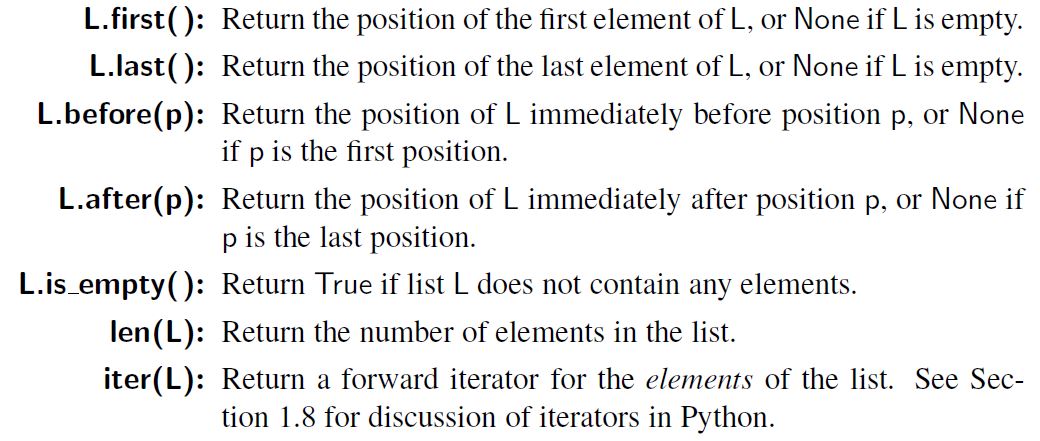 L.first(): Return the position of the first element of L, or None if L is empty.
L.last(): Return the position of the last element of L, or None if L is empty.
L.before(p): Return the position of L immediately before position p, or None
if p is the first position.
L.after(p): Return the position of L immediately after position p, or None if
p is the last position.
L.is_empty(): Return True if list L does not contain any elements.
len(L): Return the number of elements in the list.
iter(L): Return a forward iterator for the elements of the list. See Sec-
tion 1.8 for discussion of iterators in Python.